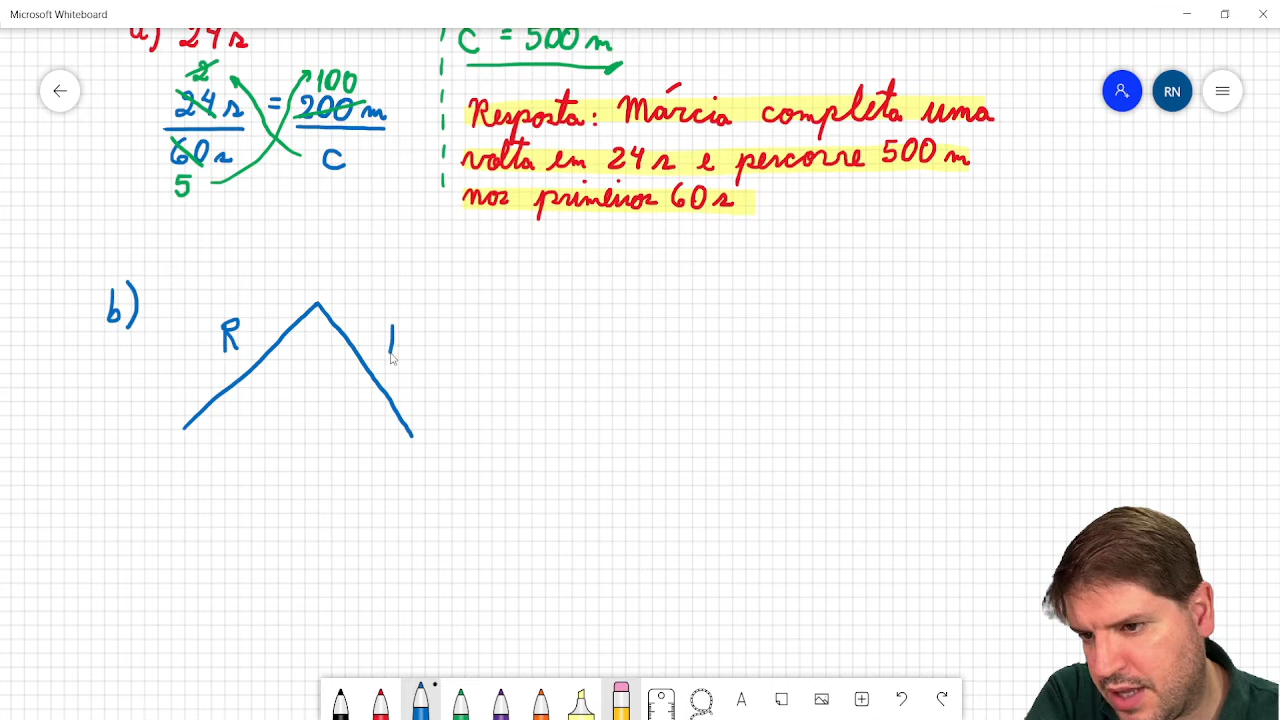 Microsoft Whiteboard
a) 24 s
C = 500 m
2
100
24 s = 200 m
60 s C
5
Resposta: Márcia completa uma
volta em 24 s e percorre 500 m
nos primeiros 60 s
RN
b)
R
A